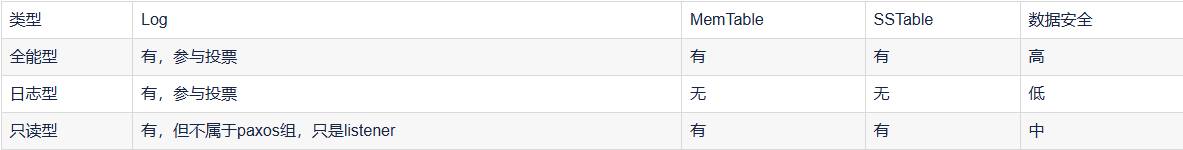 类型 Log MemTable SSTable 数据安全
全能型 有，参与投票 有 有 高
日志型 有，参与投票 无 无 低
只读型 有，但不属于paxos组，只是listener 有 有 中